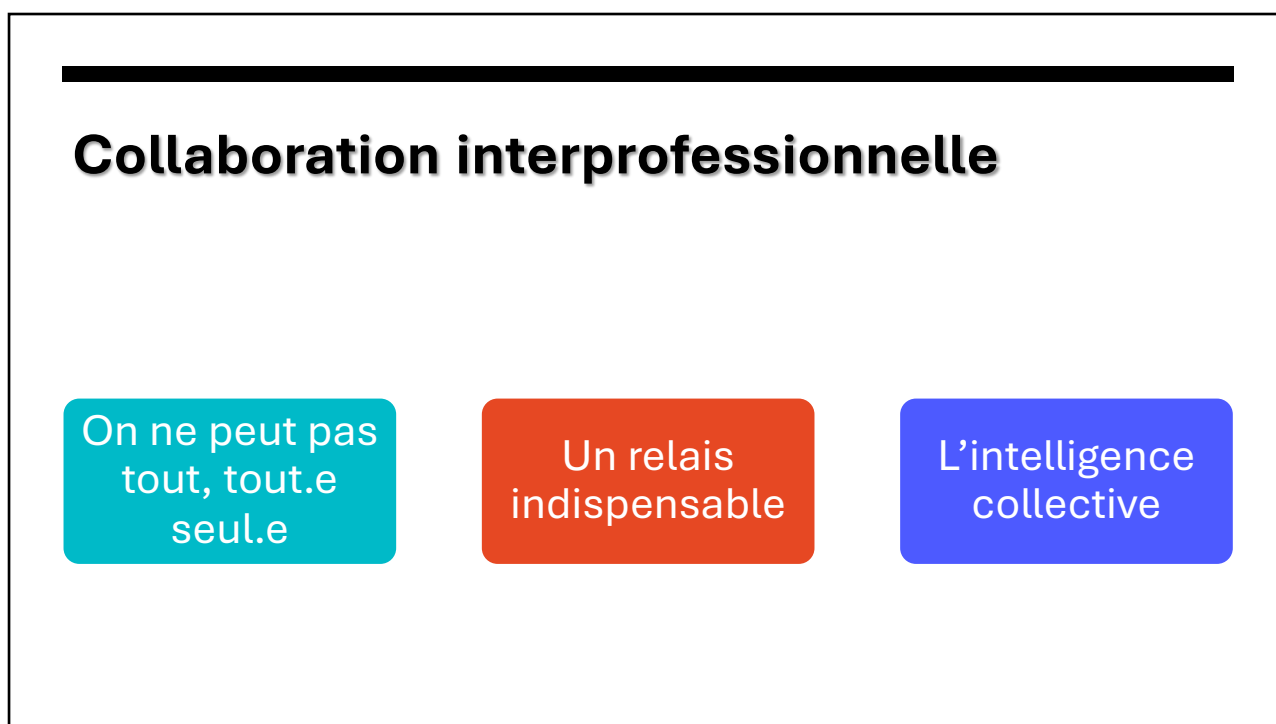 Collaboration interprofessionnelle
On ne peut pas
tout, tout.e
seul.e
Un relais
indispensable
L’intelligence
collective